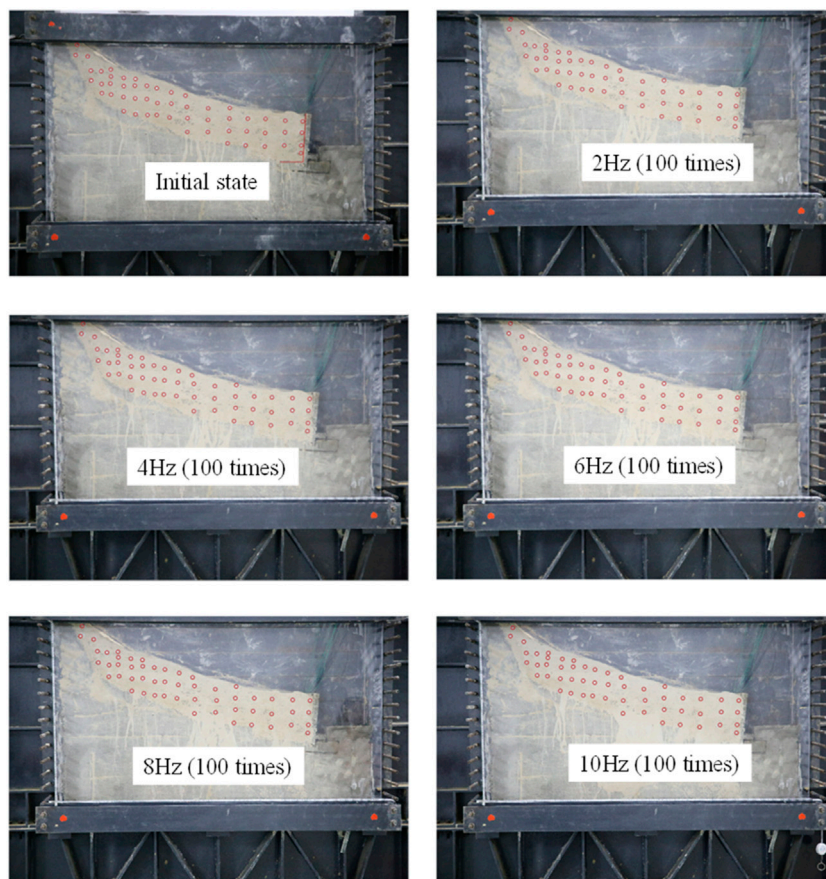 Initial state
2Hz (100 times)
4Hz (100 times)
6Hz (100 times)
8Hz (100 times)
10Hz (100 times)